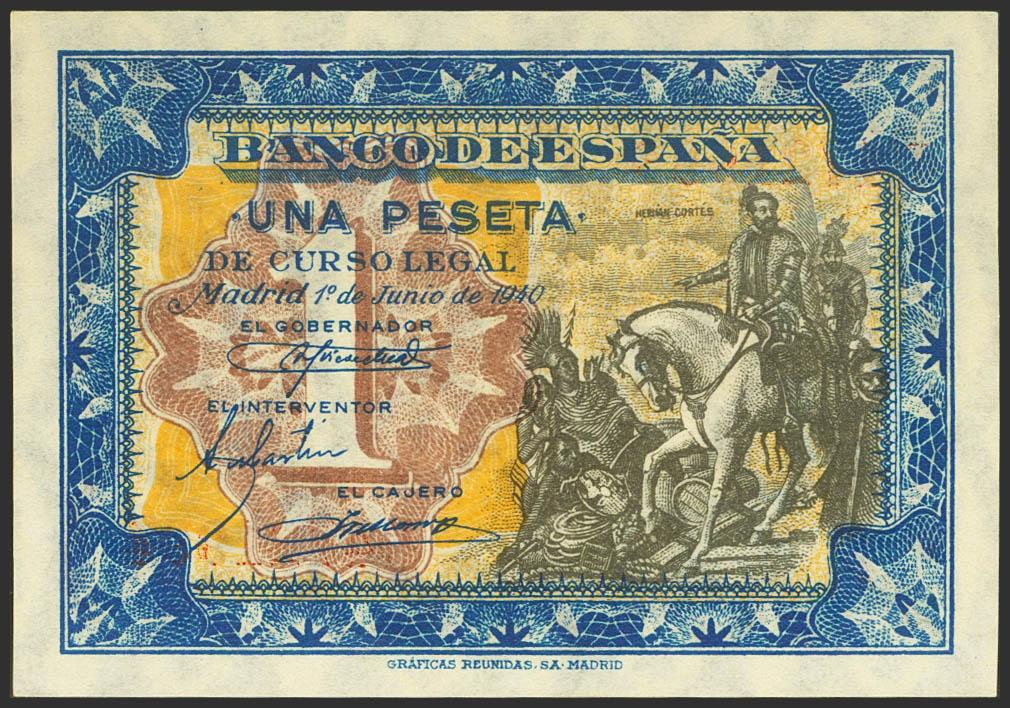 BANCO DE ESPAÑA
·UNA PESETA·
HERNÁN CORTÉS
DE CURSO LEGAL
Madrid 1º de Junio de 1940
EL GOBERNADOR
EL INTERVENTOR
EL CAJERO
1
GRÁFICAS REUNIDAS, S.A. MADRID